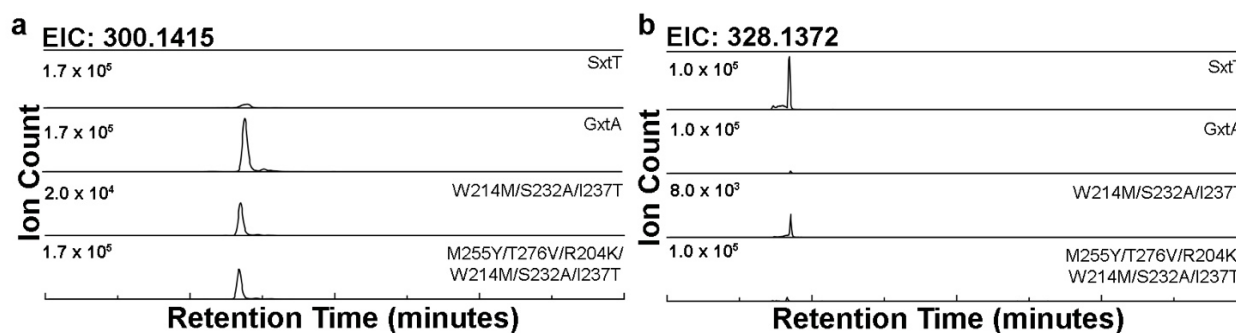 a EIC: 300.1415
1.7 x 10⁵ SxtT
1.7 x 10⁵ GxtA
2.0 x 10⁴ W214M/S232A/I237T
1.7 x 10⁵ M255Y/T276V/R204K/
W214M/S232A/I237T
Ion Count
Retention Time (minutes)
b EIC: 328.1372
1.0 x 10⁵ SxtT
1.0 x 10⁵ GxtA
8.0 x 10³ W214M/S232A/I237T
1.0 x 10⁵ M255Y/T276V/R204K/
W214M/S232A/I237T
Ion Count
Retention Time (minutes)